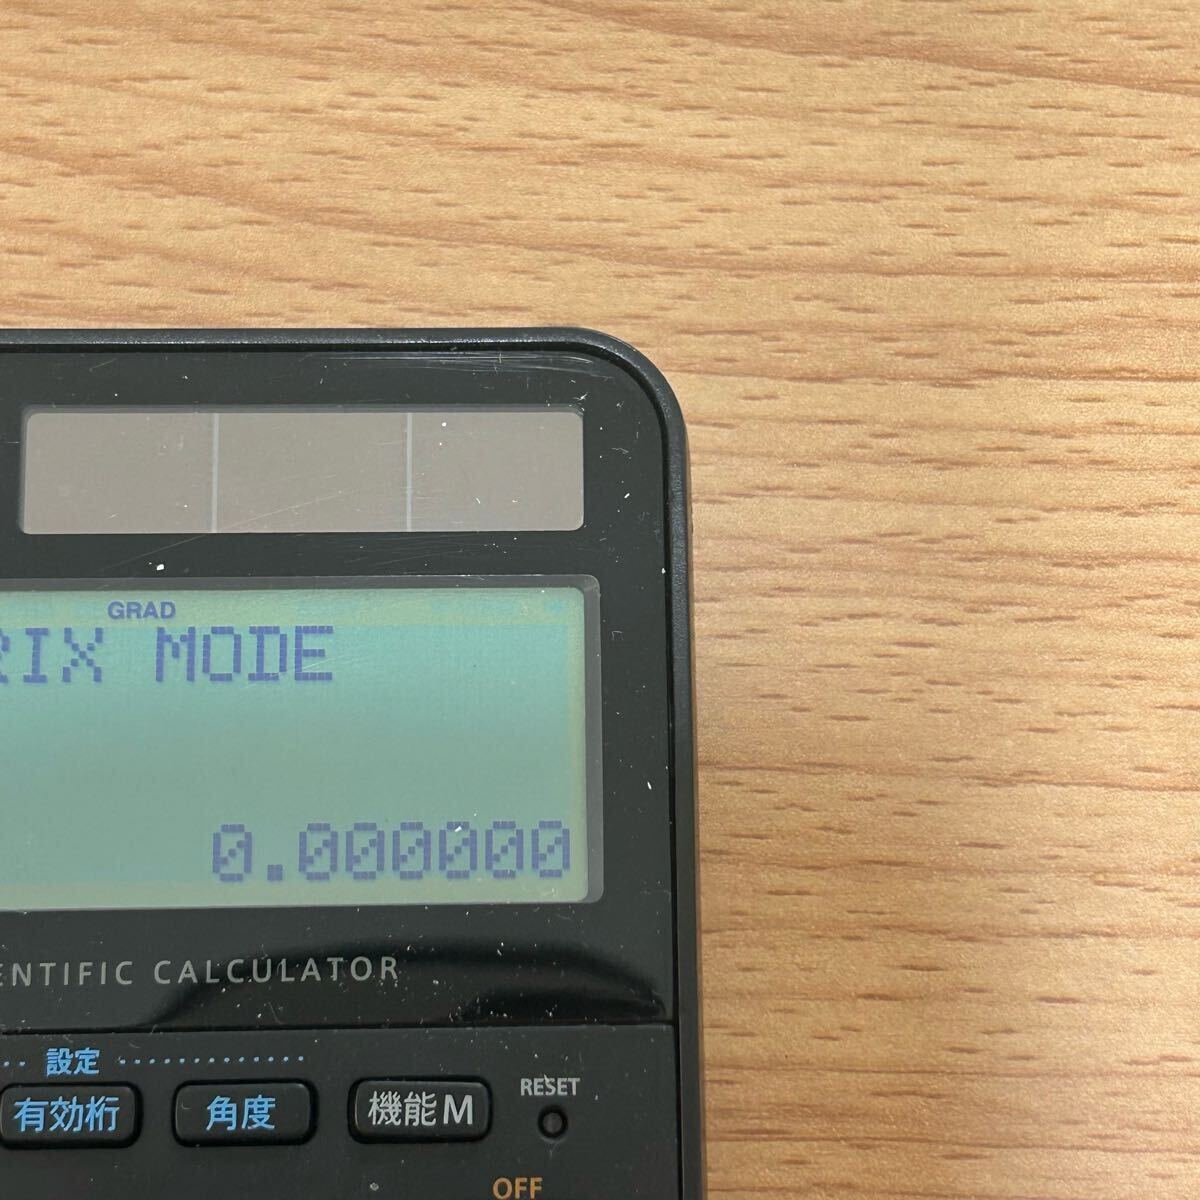 GRAD
RIX MODE
0.000000
ENTIFIC CALCULATOR
設定
有効桁 角度 機能M RESET
OFF